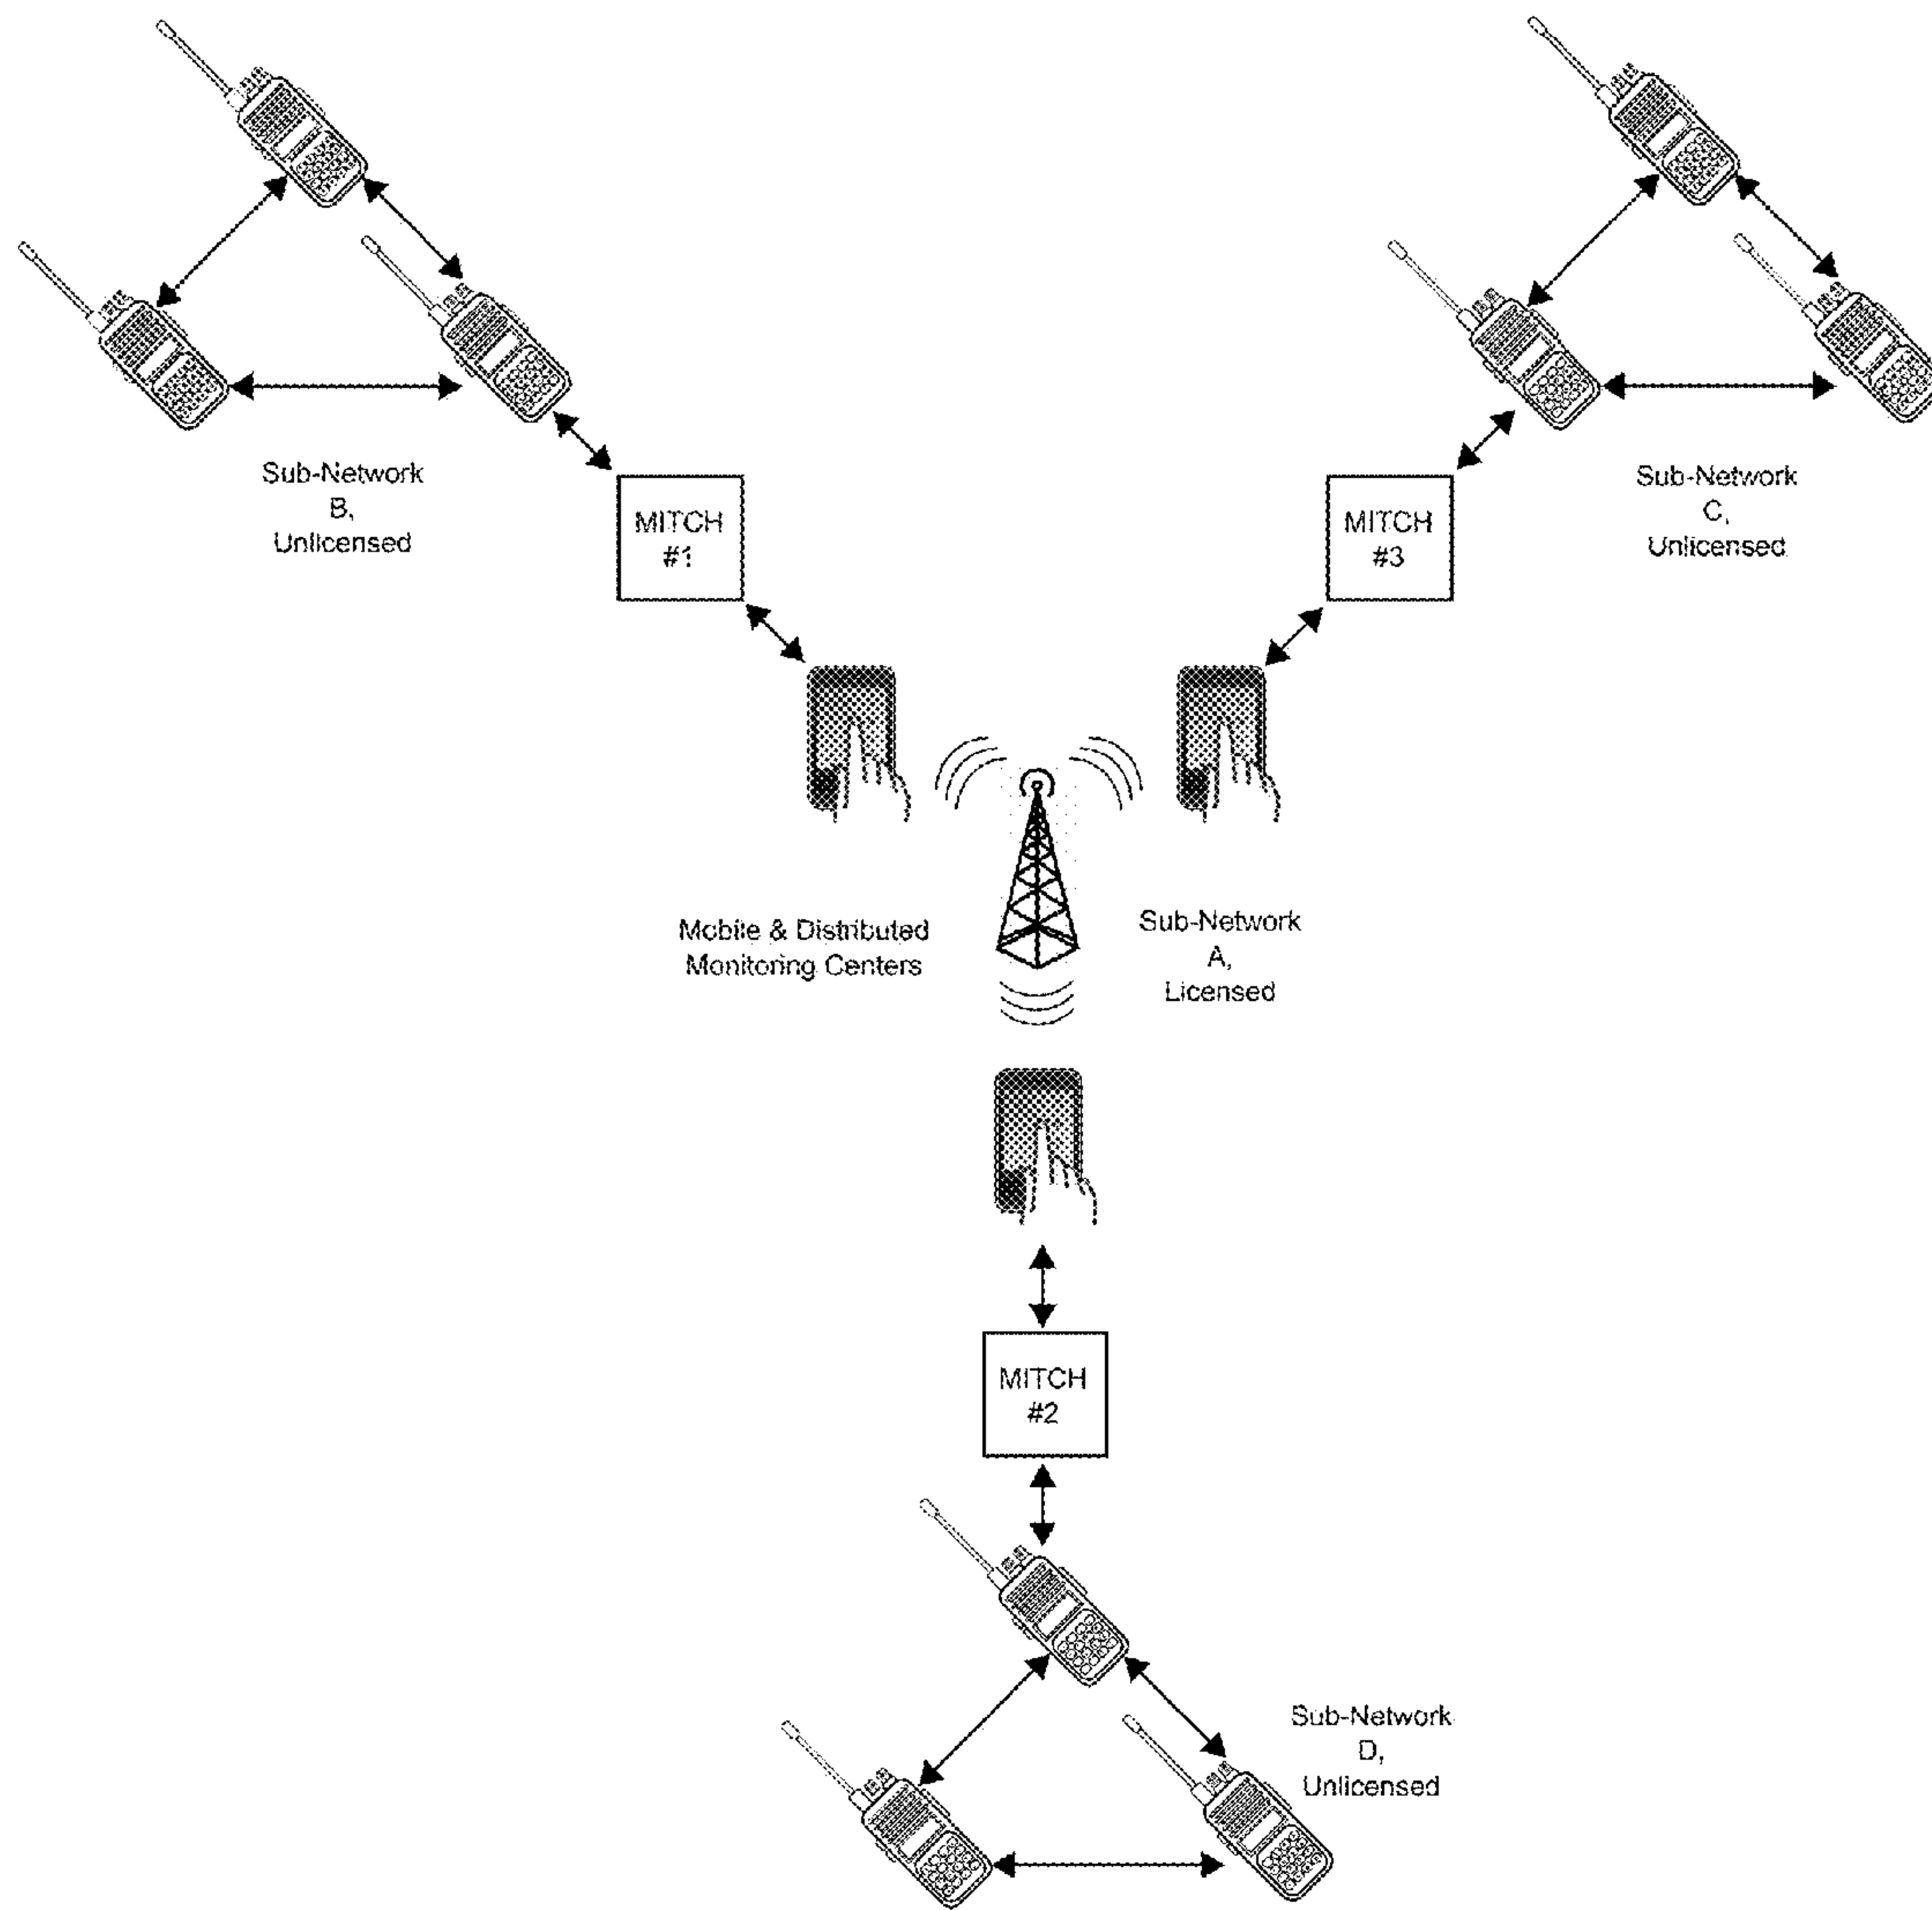 Sub-Network
B,
Unlicensed
MITCH
#1
MITCH
#3
Sub-Network
C,
Unlicensed
Mobile & Distributed
Monitoring Centers
Sub-Network
A,
Licensed
MITCH
#2
Sub-Network
D,
Unlicensed